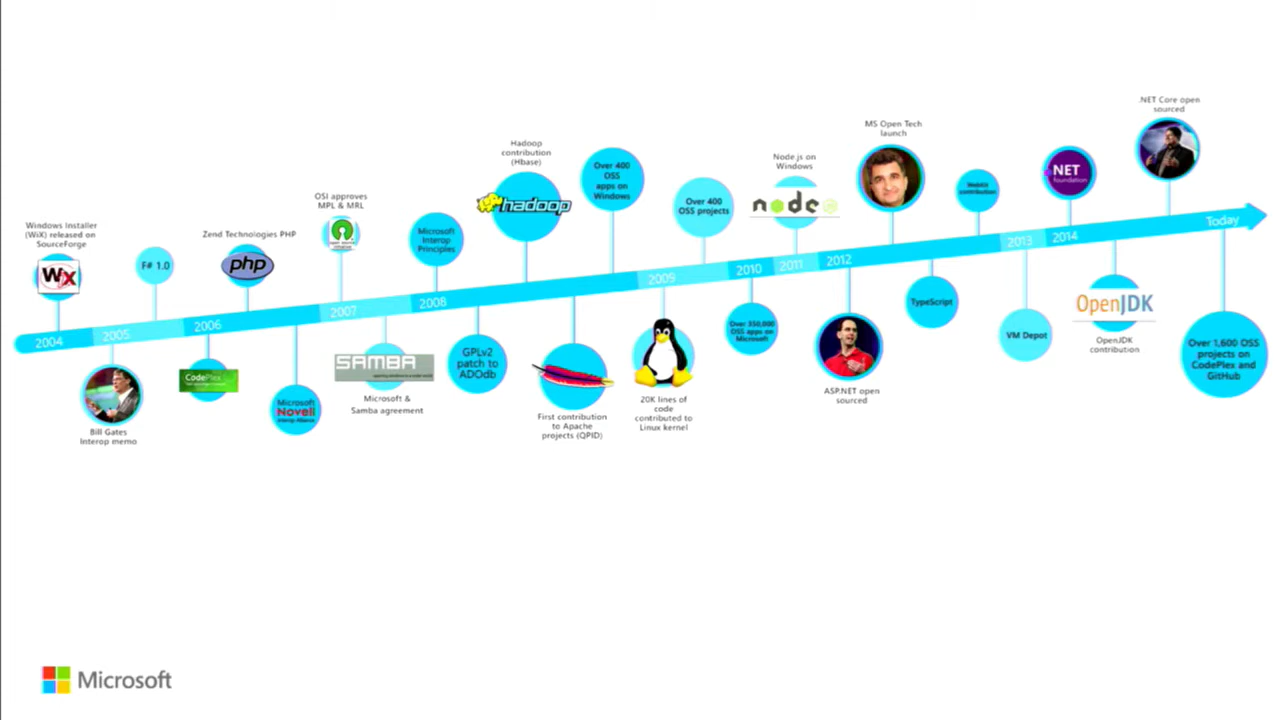 .NET Core open
sourced
MS Open Tech
launch
Hadoop
contribution
(Hbase)
Node.js on
Windows
Over 400
OSS
apps on
Windows
NET
foundation
WebKit
contribution
OSI approves
MPL & MRL
hadoop
Over 400
OSS projects
node
Windows Installer
(WiX) released on
SourceForge
Zend Technologies PHP
Microsoft
Interop
Principles
Today
WX
F# 1.0
php
2014
2013
2012
2011
2010
2009
2008
2007
2006
2005
2004
TypeScript
OpenJDK
VM Depot
OpenJDK
contribution
Over 350,000
OSS apps on
Microsoft
Over 1,600 OSS
projects on
CodePlex and
GitHub
SAMBA
GPLv2
patch to
ADOdb
CodePlex
Microsoft
Novell
Interop Alliance
Microsoft &
Samba agreement
ASP.NET open
sourced
20K lines of
code
contributed to
Linux kernel
First contribution
to Apache
projects (QPID)
Bill Gates
Interop memo
Microsoft